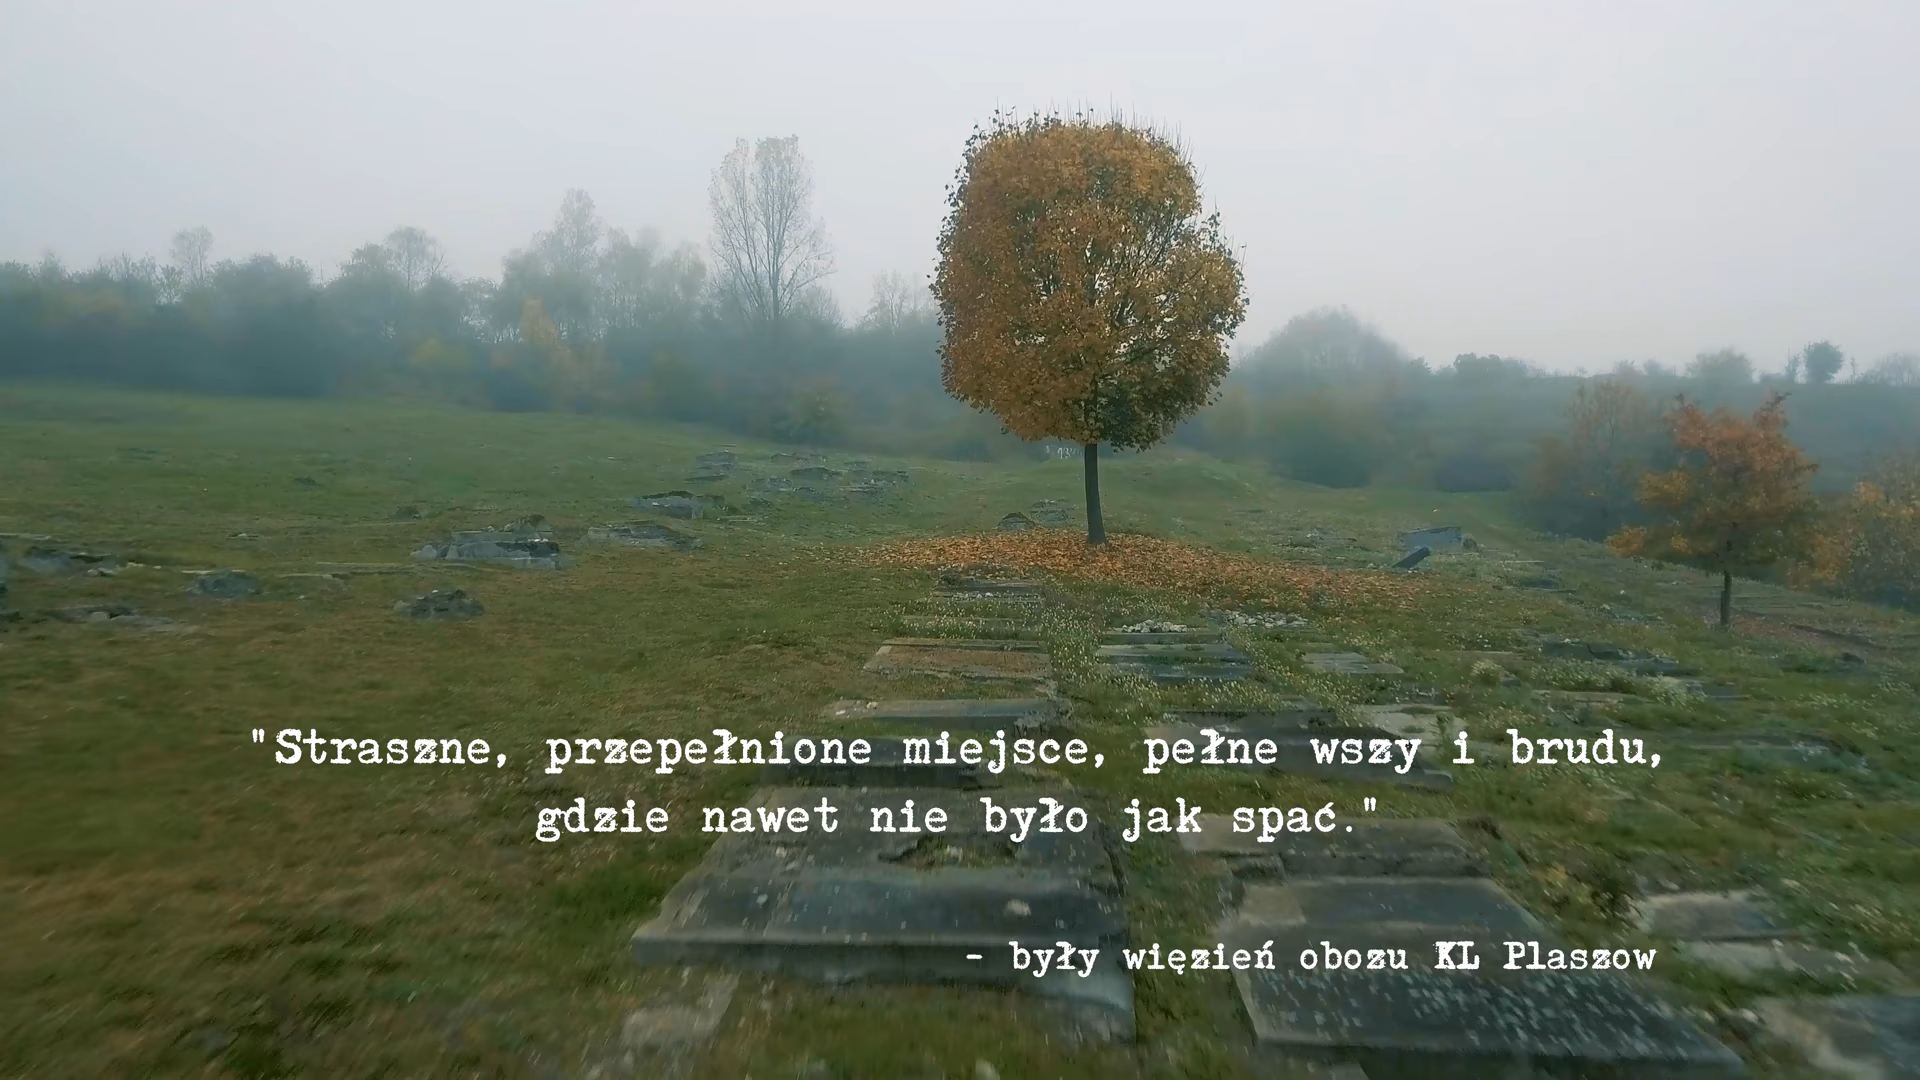 "Straszne, przepełnione miejsce, pełne wszy i brudu,
gdzie nawet nie było jak spać."
- były więzień obozu KL Plaszow